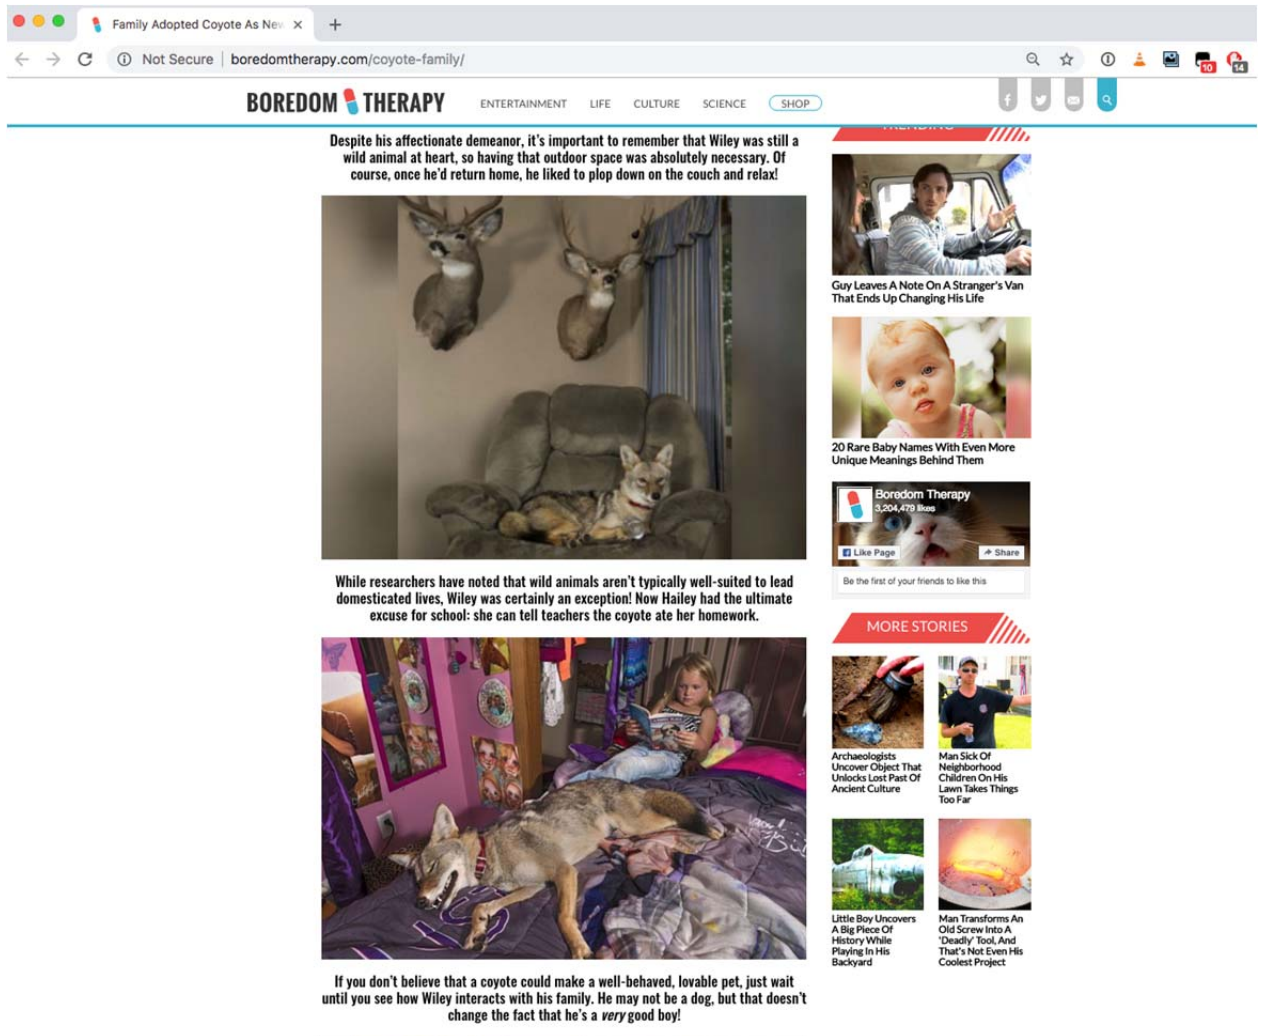 Family Adopted Coyote As New
Not Secure | boredomtherapy.com/coyote-family/
10
14
BOREDOM THERAPY
ENTERTAINMENT LIFE CULTURE SCIENCE SHOP
Despite his affectionate demeanor, it's important to remember that Wiley was still a
wild animal at heart, so having that outdoor space was absolutely necessary. Of
course, once he'd return home, he liked to plop down on the couch and relax!
While researchers have noted that wild animals aren't typically well-suited to lead
domesticated lives, Wiley was certainly an exception! Now Hailey had the ultimate
excuse for school: she can tell teachers the coyote ate her homework.
If you don't believe that a coyote could make a well-behaved, lovable pet, just wait
until you see how Wiley interacts with his family. He may not be a dog, but that doesn't
change the fact that he's a very good boy!
TRENDING
Guy Leaves A Note On A Stranger's Van
That Ends Up Changing His Life
20 Rare Baby Names With Even More
Unique Meanings Behind Them
Boredom Therapy
3,204,479 likes
Like Page
Share
Be the first of your friends to like this
MORE STORIES
Archaeologists
Uncover Object That
Unlocks Lost Past Of
Ancient Culture
Man Sick Of
Neighborhood
Children On His
Lawn Takes Things
Too Far
Little Boy Uncovers
A Big Piece Of
History While
Playing In His
Backyard
Man Transforms An
Old Screw Into A
'Deadly' Tool, And
That's Not Even His
Coolest Project